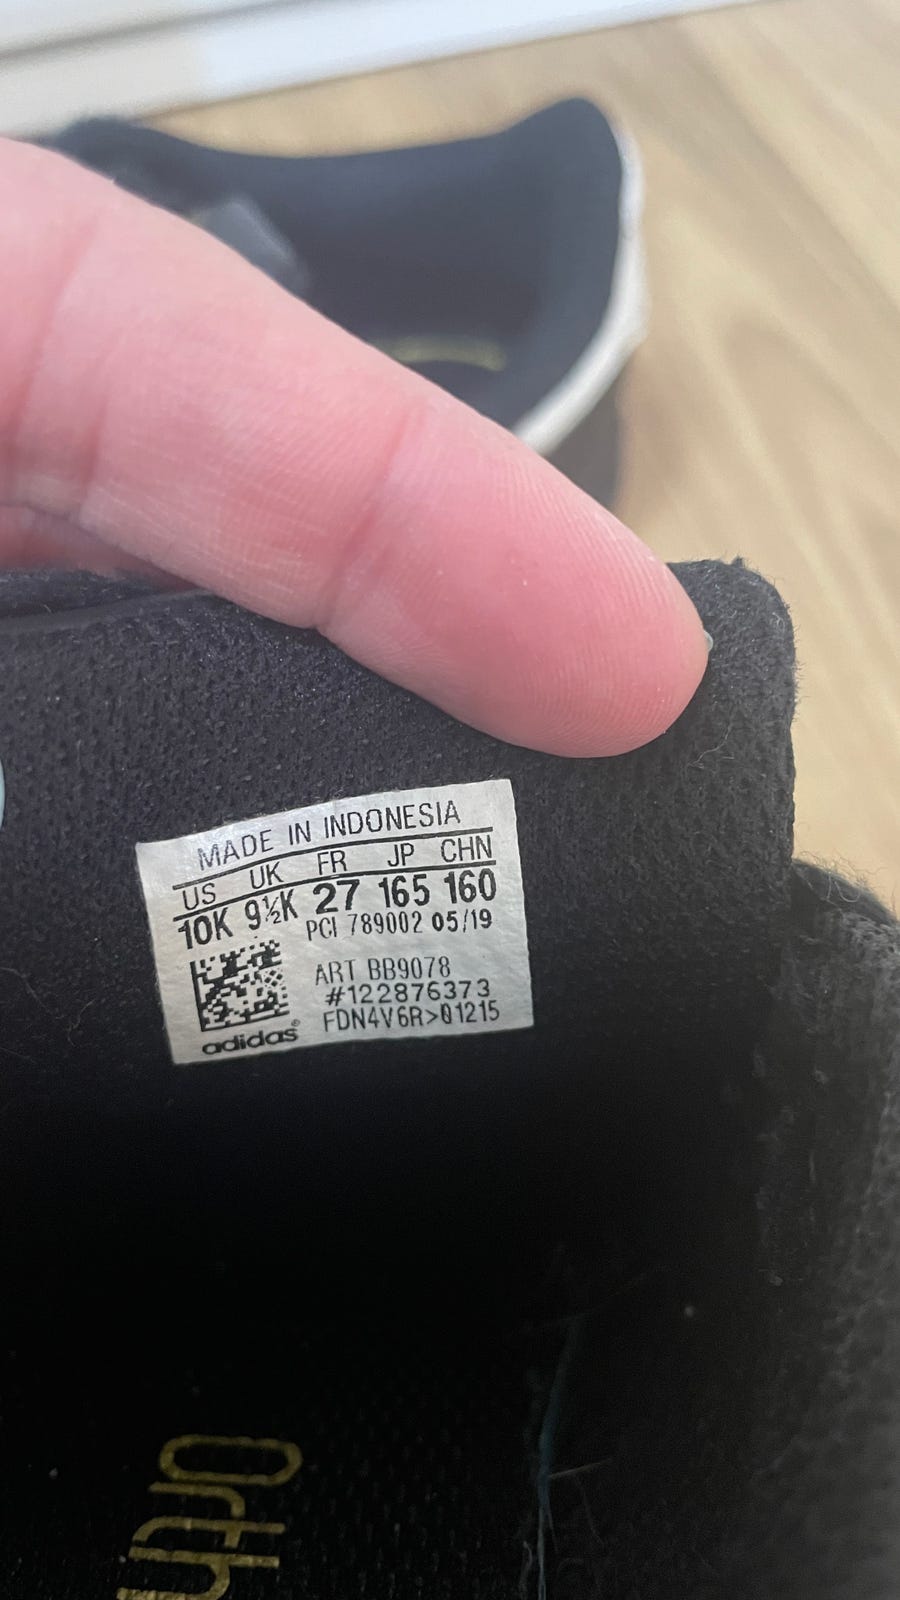 MADE IN INDONESIA
US UK FR JP CHN
10K 9½K 27 165 160
PCI 789002 05/19
ART BB9078
#122876373
FDN4V6R>01215
adidas®
Orth